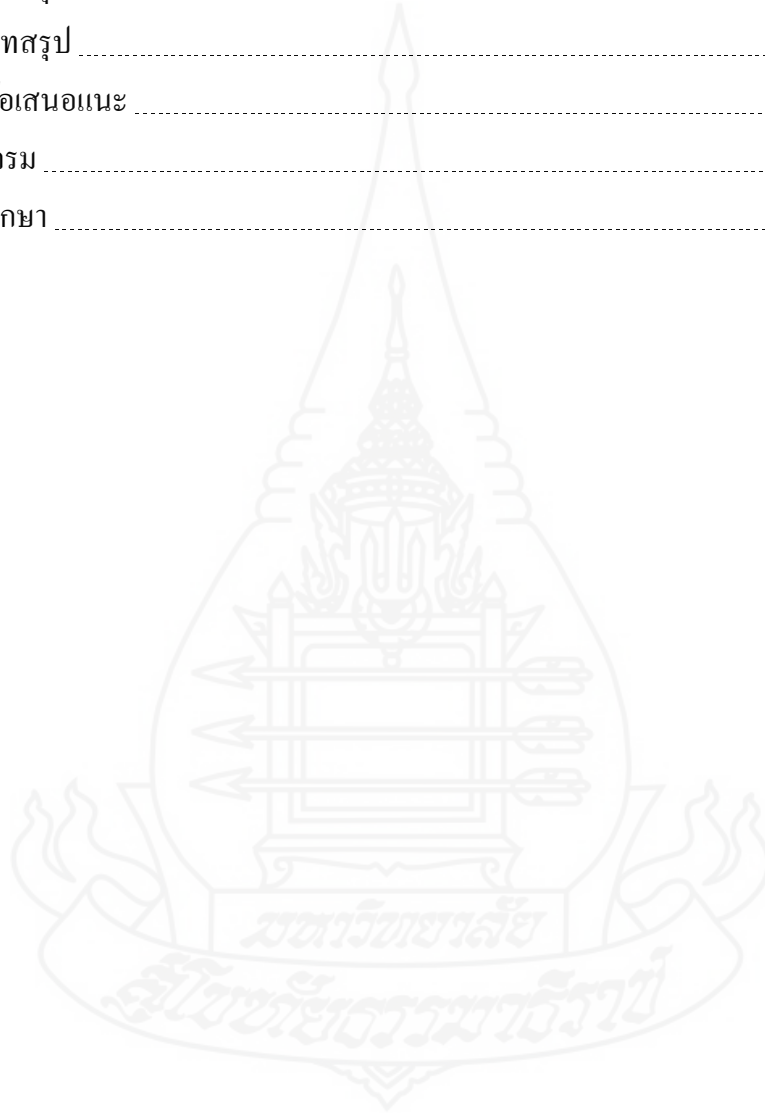 ทสรุป
อเสนอแนะ
รม
กษา
มหาวิทยาลัย
สุโขทัยธรรมาธิราช